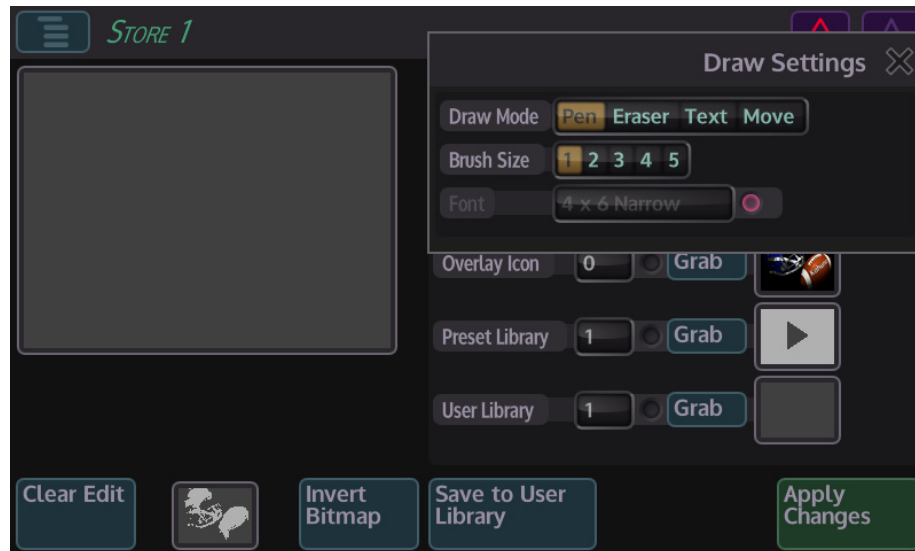 Store 1
Draw Settings
Draw Mode Pen Eraser Text Move
Brush Size 1 2 3 4 5
Font 4 x 6 Narrow
Overlay Icon 0 Grab
Preset Library 1 Grab
User Library 1 Grab
Clear Edit
Invert
Bitmap
Save to User
Library
Apply
Changes